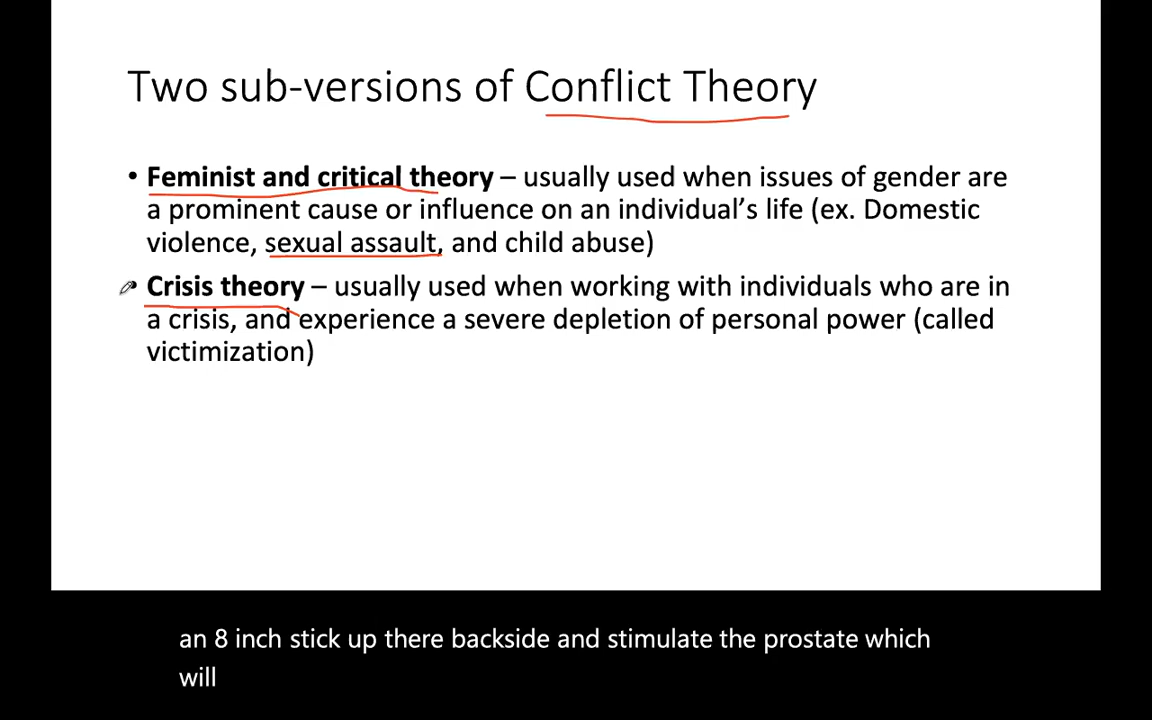 Two sub-versions of Conflict Theory
• Feminist and critical theory – usually used when issues of gender are
a prominent cause or influence on an individual’s life (ex. Domestic
violence, sexual assault, and child abuse)
Crisis theory – usually used when working with individuals who are in
a crisis, and experience a severe depletion of personal power (called
victimization)
an 8 inch stick up there backside and stimulate the prostate which
will